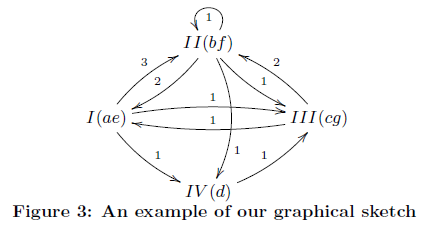 1
II(bf)
3
2
2
1
1
I(ae)
1
III(cg)
1
1
1
IV(d)
Figure 3: An example of our graphical sketch